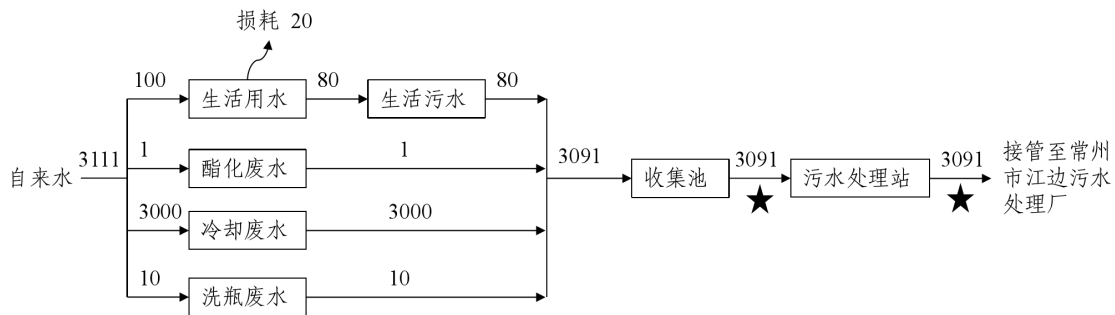 损耗 20
100
生活用水
80
生活污水
80
自来水
3111
1
酯化废水
1
3091
收集池
3091
污水处理站
3091
接管至常州
市江边污水
处理厂
3000
冷却废水
3000
10
洗瓶废水
10